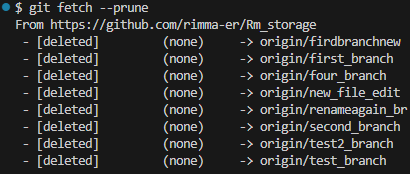 $ git fetch --prune
From https://github.com/rimma-er/Rm_storage
- [deleted] (none) -> origin/firdbranchnew
- [deleted] (none) -> origin/first_branch
- [deleted] (none) -> origin/four_branch
- [deleted] (none) -> origin/new_file_edit
- [deleted] (none) -> origin/renameagain_br
- [deleted] (none) -> origin/second_branch
- [deleted] (none) -> origin/test2_branch
- [deleted] (none) -> origin/test_branch